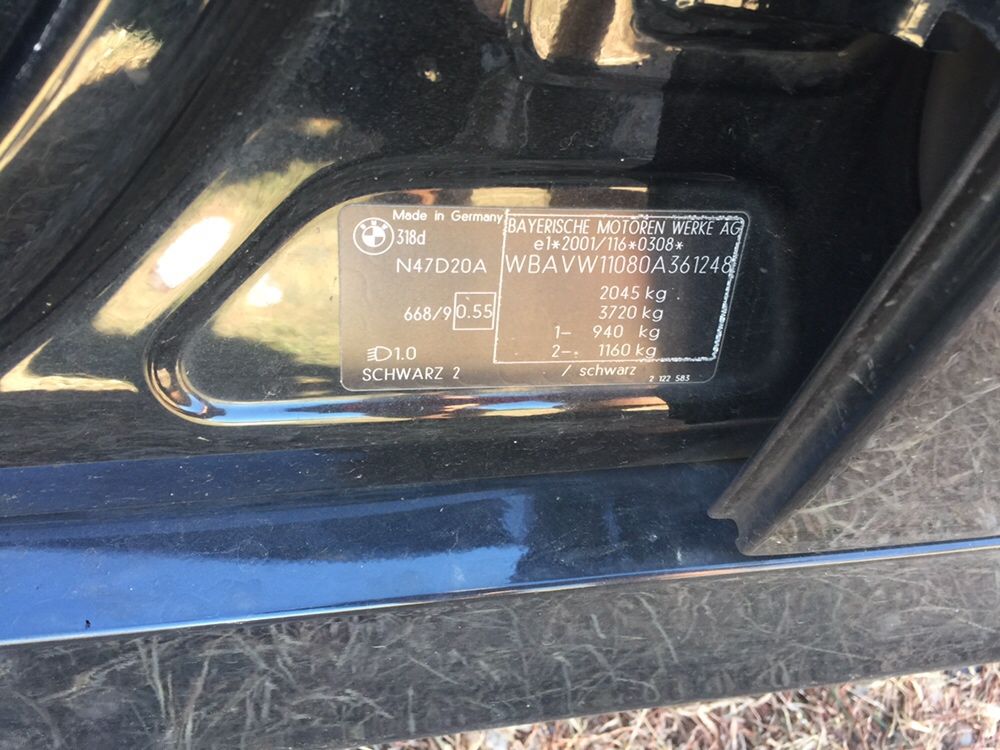 Made in Germany
BMW
318d
N47D20A
668/9 0.55
1.0
SCHWARZ 2
BAYERISCHE MOTOREN WERKE AG
e1*2001/116*0308*
WBAVW11080A361248
2045 kg
3720 kg
1- 940 kg
2- 1160 kg
/ schwarz
2 122 583